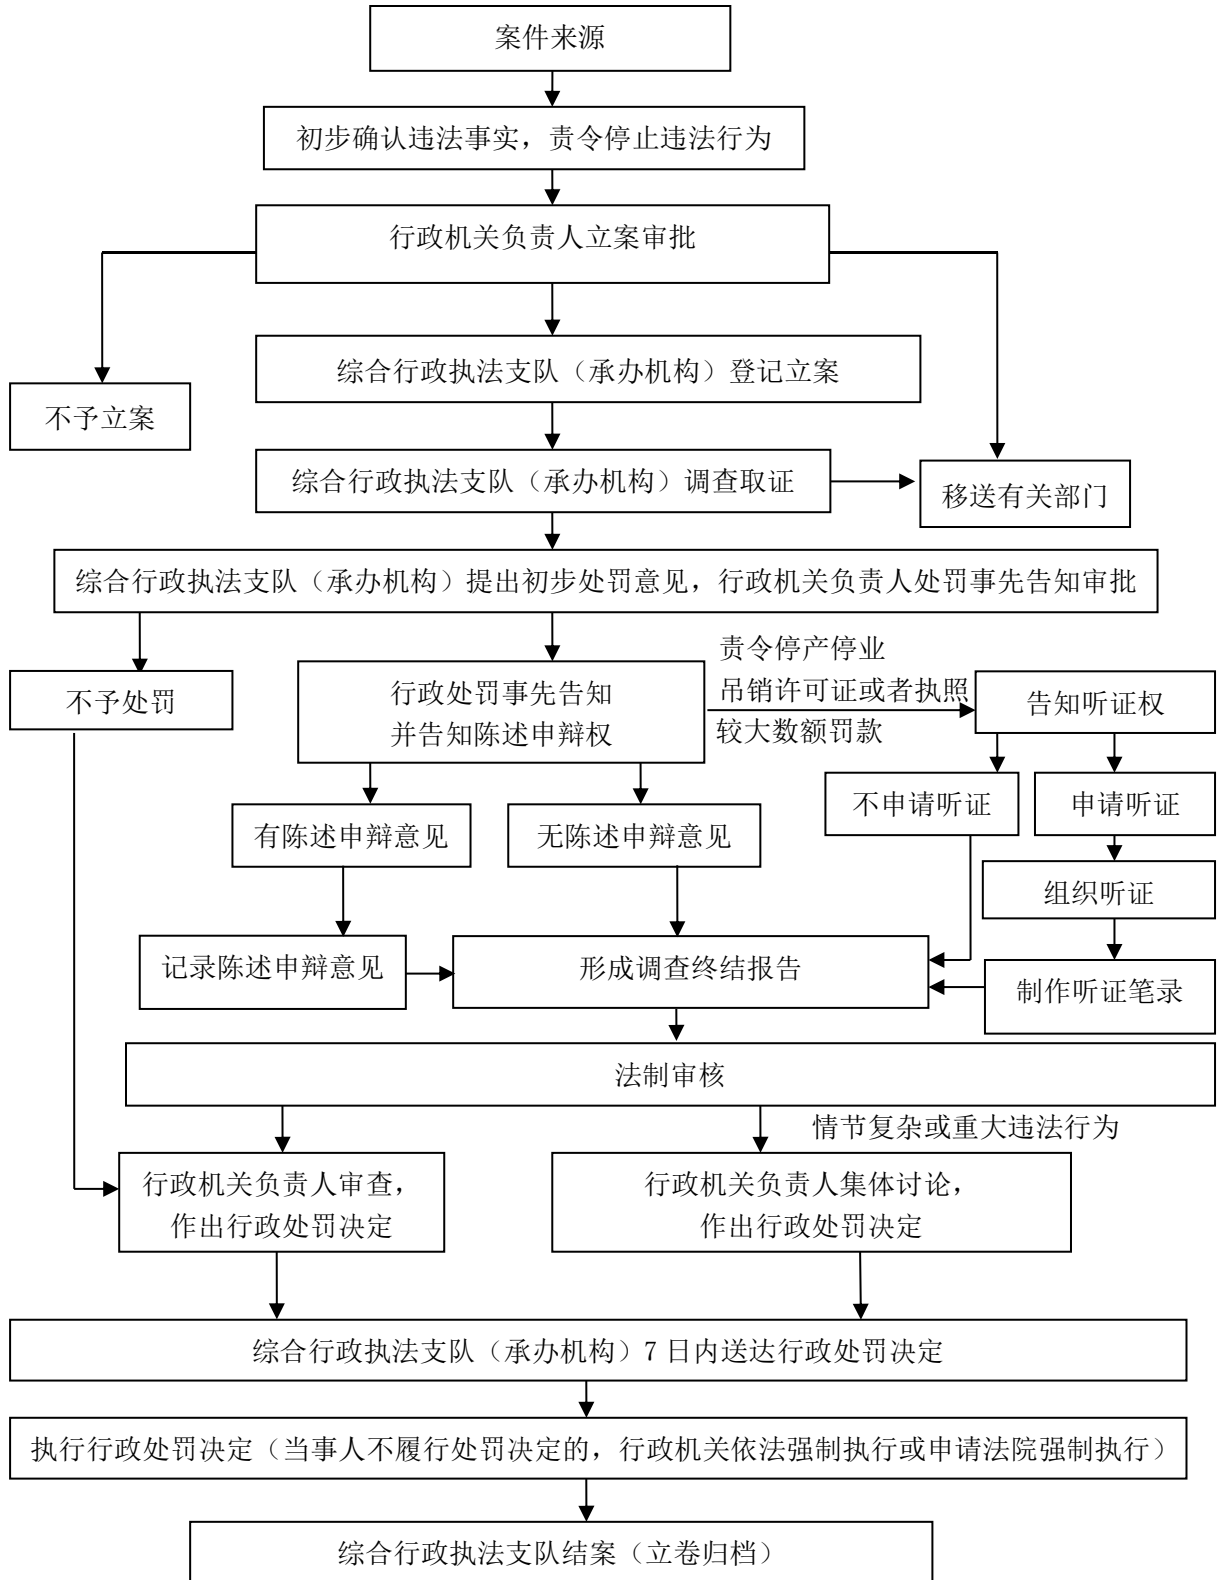 案件来源
初步确认违法事实，责令停止违法行为
行政机关负责人立案审批
综合行政执法支队（承办机构）登记立案
不予立案
综合行政执法支队（承办机构）调查取证
移送有关部门
综合行政执法支队（承办机构）提出初步处罚意见，行政机关负责人处罚事先告知审批
不予处罚
行政处罚事先告知
并告知陈述申辩权
责令停产停业
吊销许可证或者执照
较大数额罚款
告知听证权
不申请听证
申请听证
有陈述申辩意见
无陈述申辩意见
组织听证
记录陈述申辩意见
形成调查终结报告
制作听证笔录
法制审核
情节复杂或重大违法行为
行政机关负责人审查，
作出行政处罚决定
行政机关负责人集体讨论，
作出行政处罚决定
综合行政执法支队（承办机构）7 日内送达行政处罚决定
执行行政处罚决定（当事人不履行处罚决定的，行政机关依法强制执行或申请法院强制执行）
综合行政执法支队结案（立卷归档）